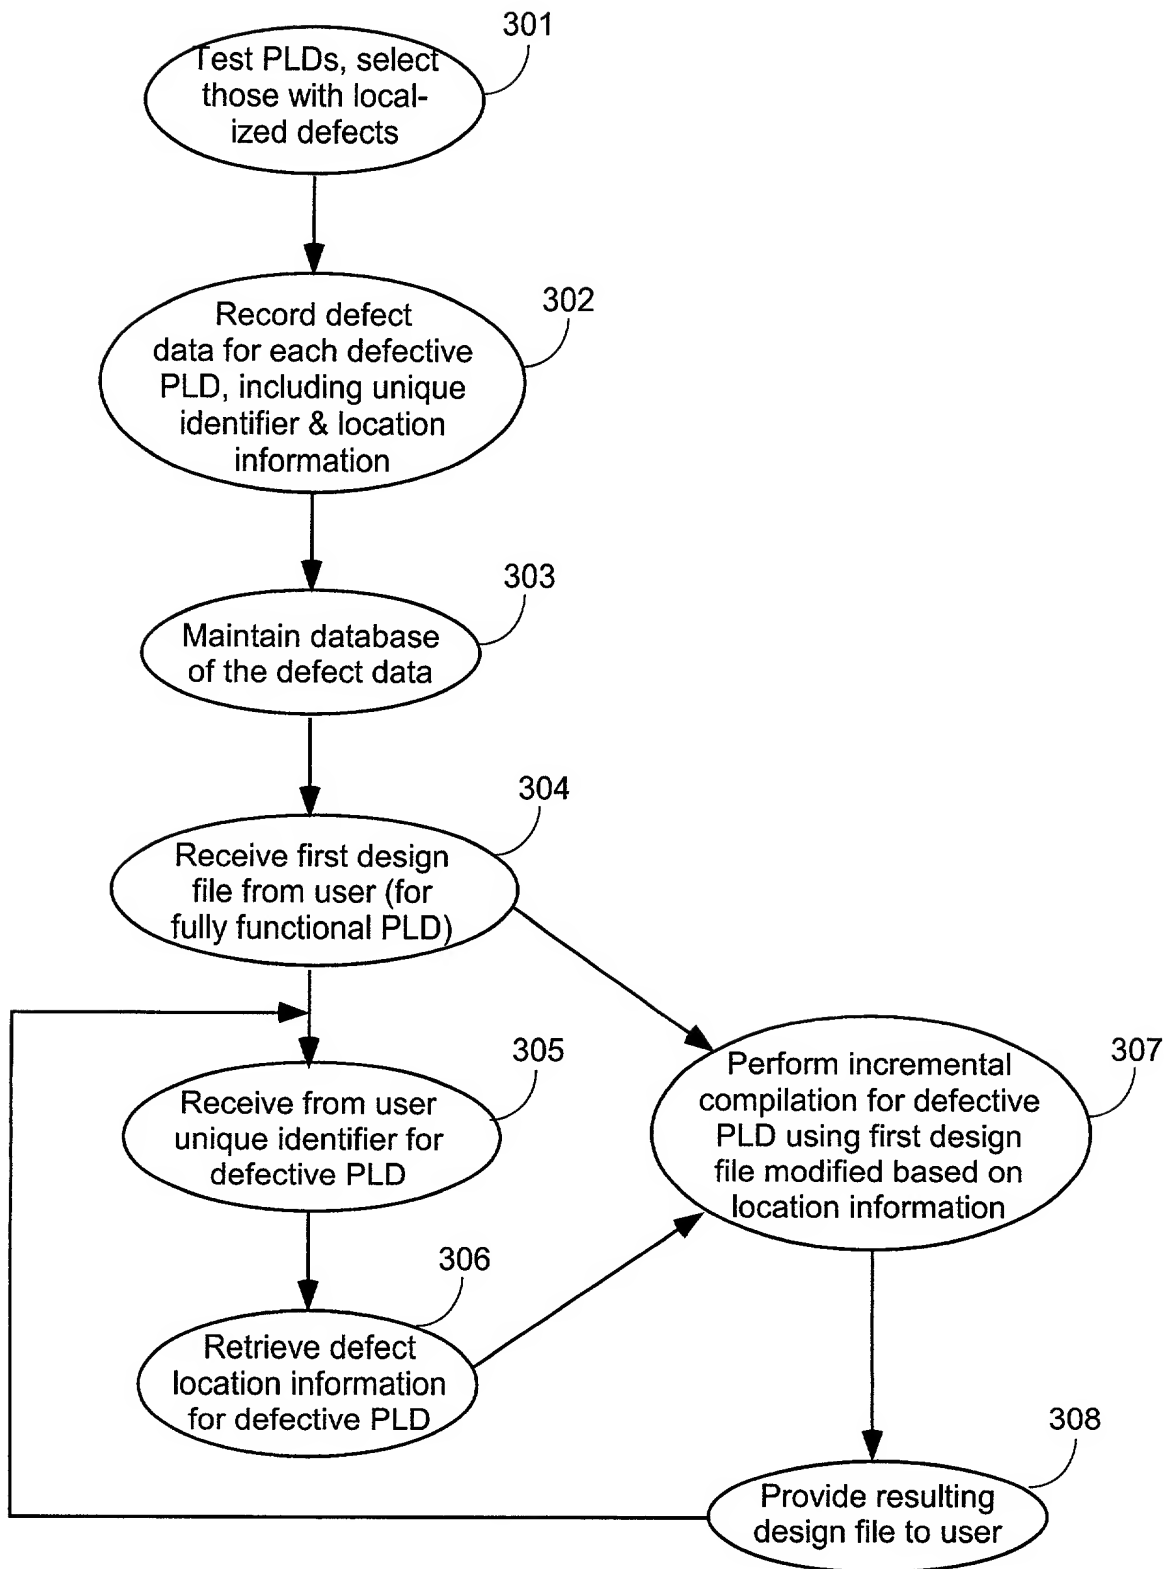 301
Test PLDs, select
those with local-
ized defects
302
Record defect
data for each defective
PLD, including unique
identifier & location
information
303
Maintain database
of the defect data
304
Receive first design
file from user (for
fully functional PLD)
305
Receive from user
unique identifier for
defective PLD
306
Retrieve defect
location information
for defective PLD
307
Perform incremental
compilation for defective
PLD using first design
file modified based on
location information
308
Provide resulting
design file to user